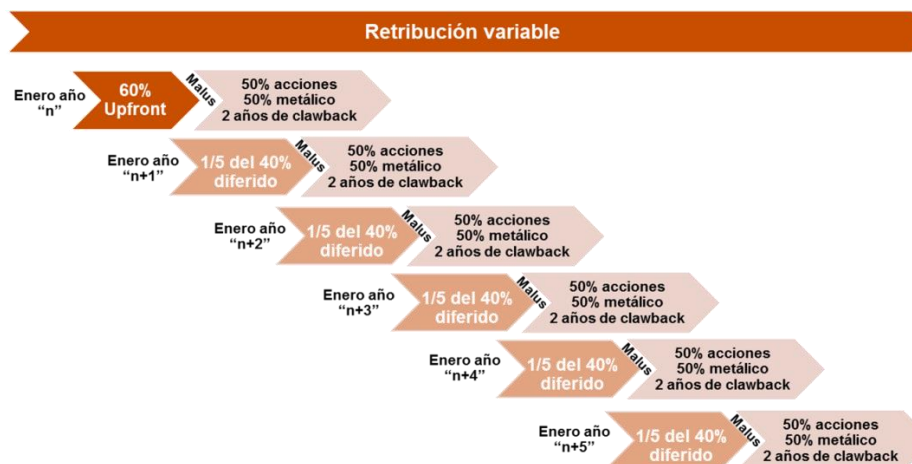 Retribución variable
Enero año
“n”
60%
Upfront
Malus
50% acciones
50% metálico
2 años de clawback
Enero año
“n+1”
1/5 del 40%
diferido
Malus
50% acciones
50% metálico
2 años de clawback
Enero año
“n+2”
1/5 del 40%
diferido
Malus
50% acciones
50% metálico
2 años de clawback
Enero año
“n+3”
1/5 del 40%
diferido
Malus
50% acciones
50% metálico
2 años de clawback
Enero año
“n+4”
1/5 del 40%
diferido
Malus
50% acciones
50% metálico
2 años de clawback
Enero año
“n+5”
1/5 del 40%
diferido
Malus
50% acciones
50% metálico
2 años de clawback